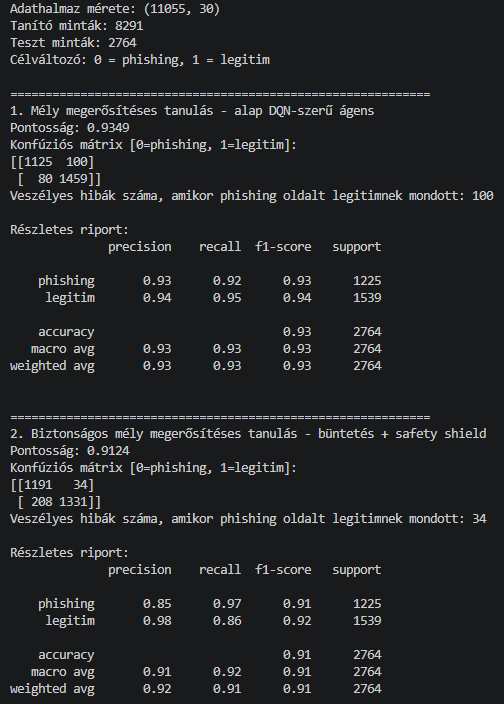 Adathalmaz mérete: (11055, 30)
Tanító minták: 8291
Teszt minták: 2764
Célváltozó: 0 = phishing, 1 = legitim

============================================================
1. Mély megerősítéses tanulás - alap DQN-szerű ágens
Pontosság: 0.9349
Konfúziós mátrix [0=phishing, 1=legitim]:
[[1125  100]
 [  80 1459]]
Veszélyes hibák száma, amikor phishing oldalt legitimnek mondott: 100

Részletes riport:
              precision    recall  f1-score   support

    phishing       0.93      0.92      0.93      1225
     legitim       0.94      0.95      0.94      1539

    accuracy                           0.93      2764
   macro avg       0.93      0.93      0.93      2764
weighted avg       0.93      0.93      0.93      2764

============================================================
2. Biztonságos mély megerősítéses tanulás - büntetés + safety shield
Pontosság: 0.9124
Konfúziós mátrix [0=phishing, 1=legitim]:
[[1191   34]
 [ 208 1331]]
Veszélyes hibák száma, amikor phishing oldalt legitimnek mondott: 34

Részletes riport:
              precision    recall  f1-score   support

    phishing       0.85      0.97      0.91      1225
     legitim       0.98      0.86      0.92      1539

    accuracy                           0.91      2764
   macro avg       0.91      0.92      0.91      2764
weighted avg       0.92      0.91      0.91      2764